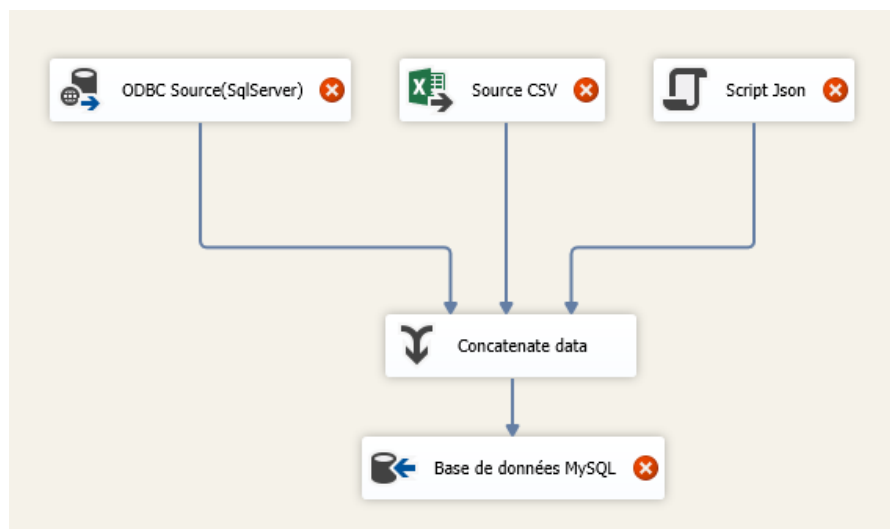 ODBC Source(SqlServer)
Source CSV
Script Json
Concatenate data
Base de données MySQL